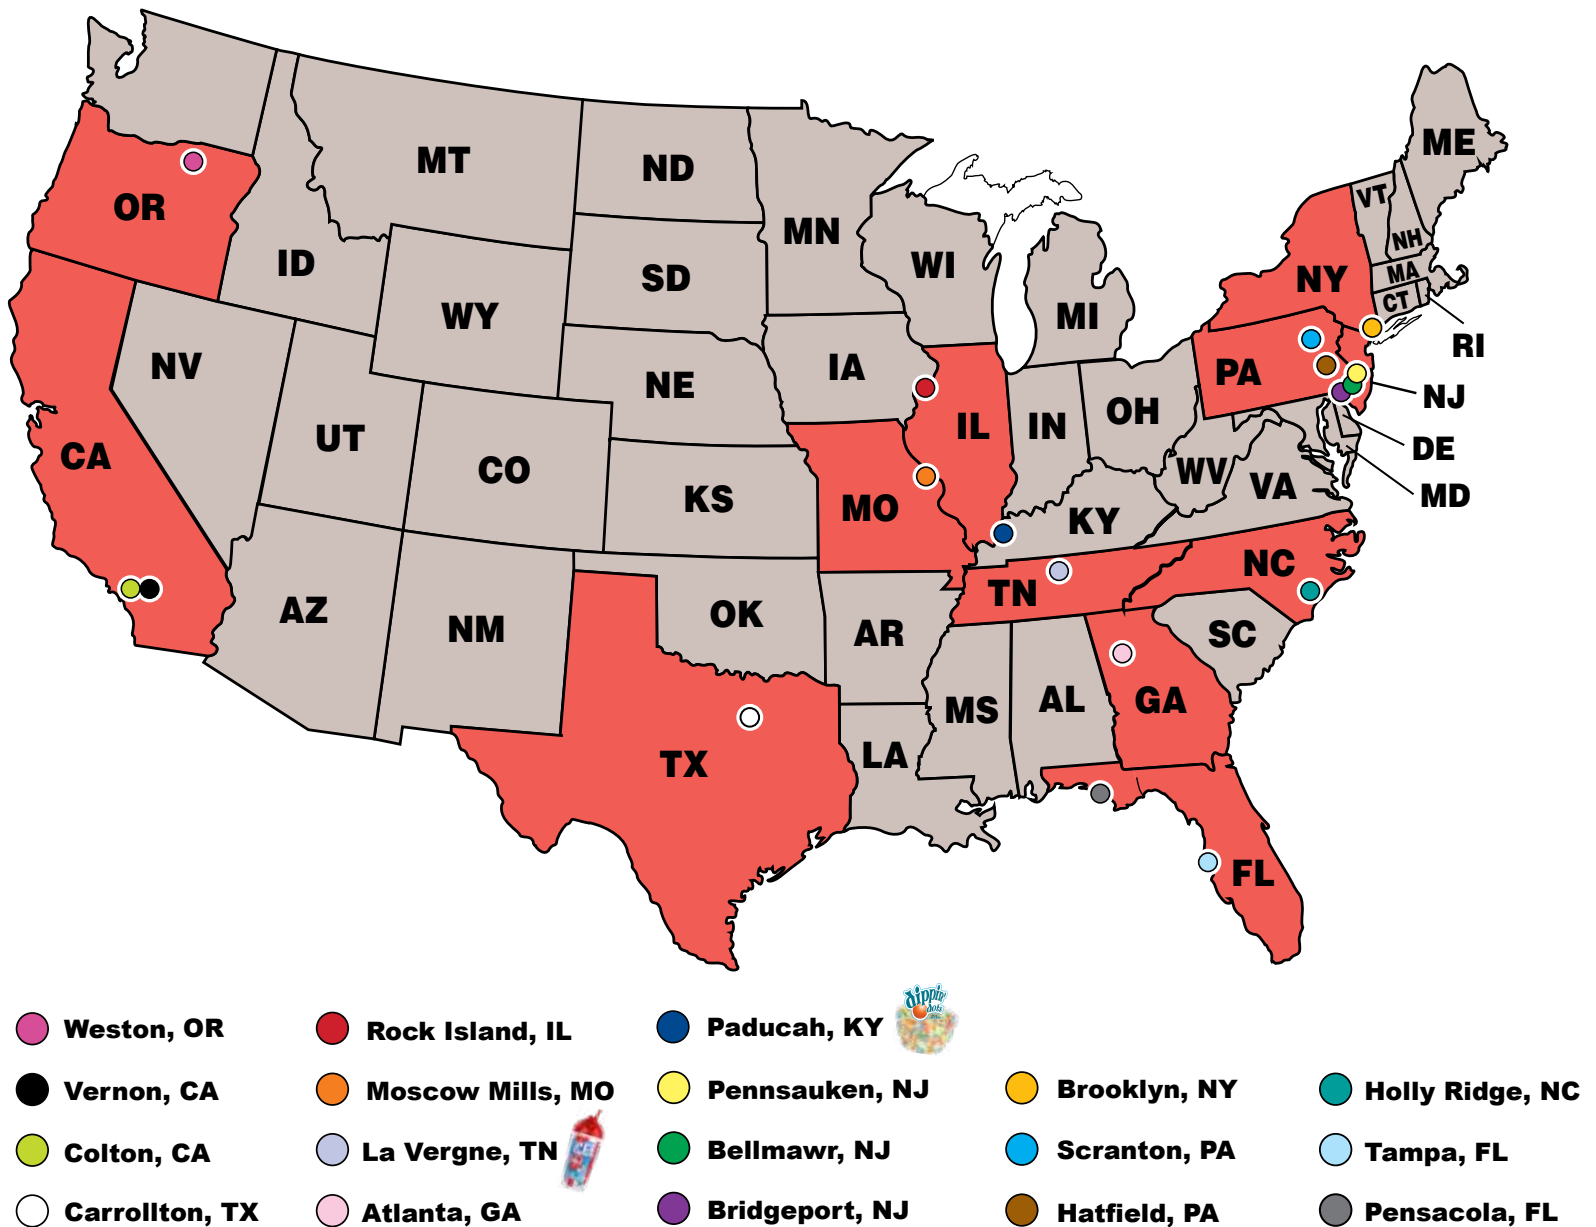 ME
VT
MT
ND
OR
MN
NH
ID
WI
MA
SD
NY
CT
WY
MI
RI
NV
IA
PA
NE
NJ
OH
IN
IL
UT
DE
CA
CO
WV
VA
MD
KS
MO
KY
NC
TN
AZ
OK
NM
AR
SC
AL
GA
MS
LA
TX
FL
dippin'
dots
Weston, OR
Rock Island, IL
Paducah, KY
Vernon, CA
Moscow Mills, MO
Pennsauken, NJ
Brooklyn, NY
Holly Ridge, NC
Colton, CA
La Vergne, TN
ICEE
Bellmawr, NJ
Scranton, PA
Tampa, FL
Carrollton, TX
Atlanta, GA
Bridgeport, NJ
Hatfield, PA
Pensacola, FL